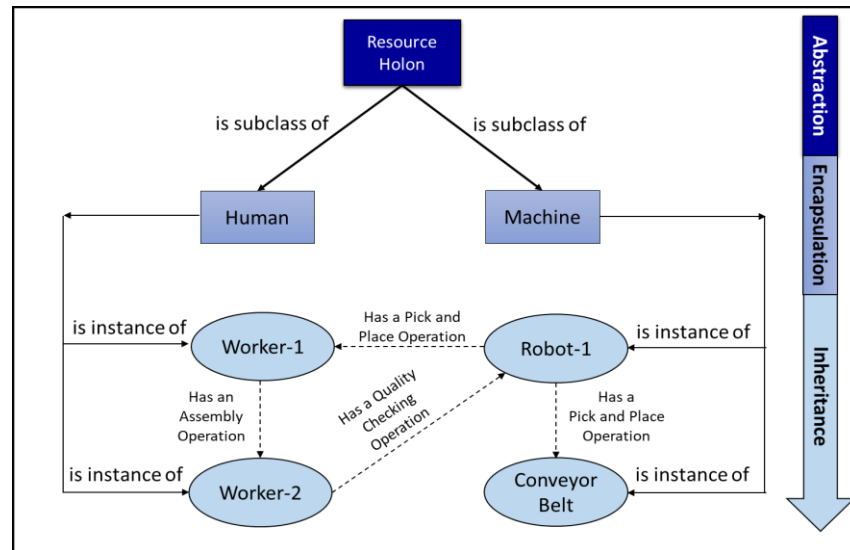 Resource
Holon
is subclass of
is subclass of
Human
Machine
is instance of
Worker-1
Has a Pick and
Place Operation
Robot-1
is instance of
Has an
Assembly
Operation
Has a Quality
Checking
Operation
Has a
Pick and Place
Operation
is instance of
Worker-2
Conveyor
Belt
is instance of
Abstraction
Encapsulation
Inheritance